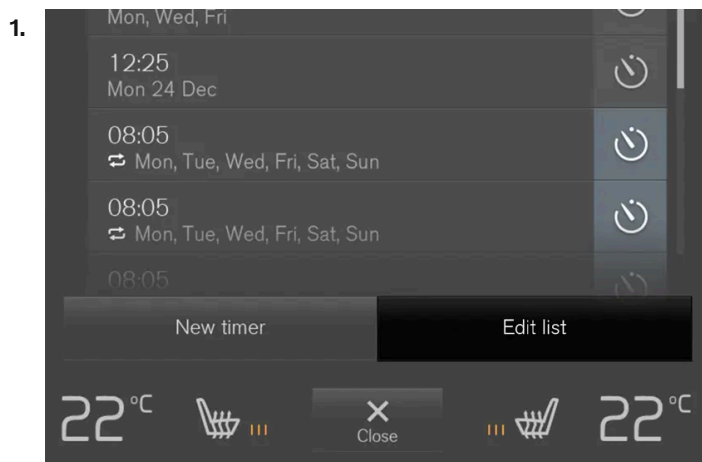 1.
Mon, Wed, Fri
12:25
Mon 24 Dec
08:05
Mon, Tue, Wed, Fri, Sat, Sun
08:05
Mon, Tue, Wed, Fri, Sat, Sun
08:05
New timer
Edit list
22°C
22°C
Close